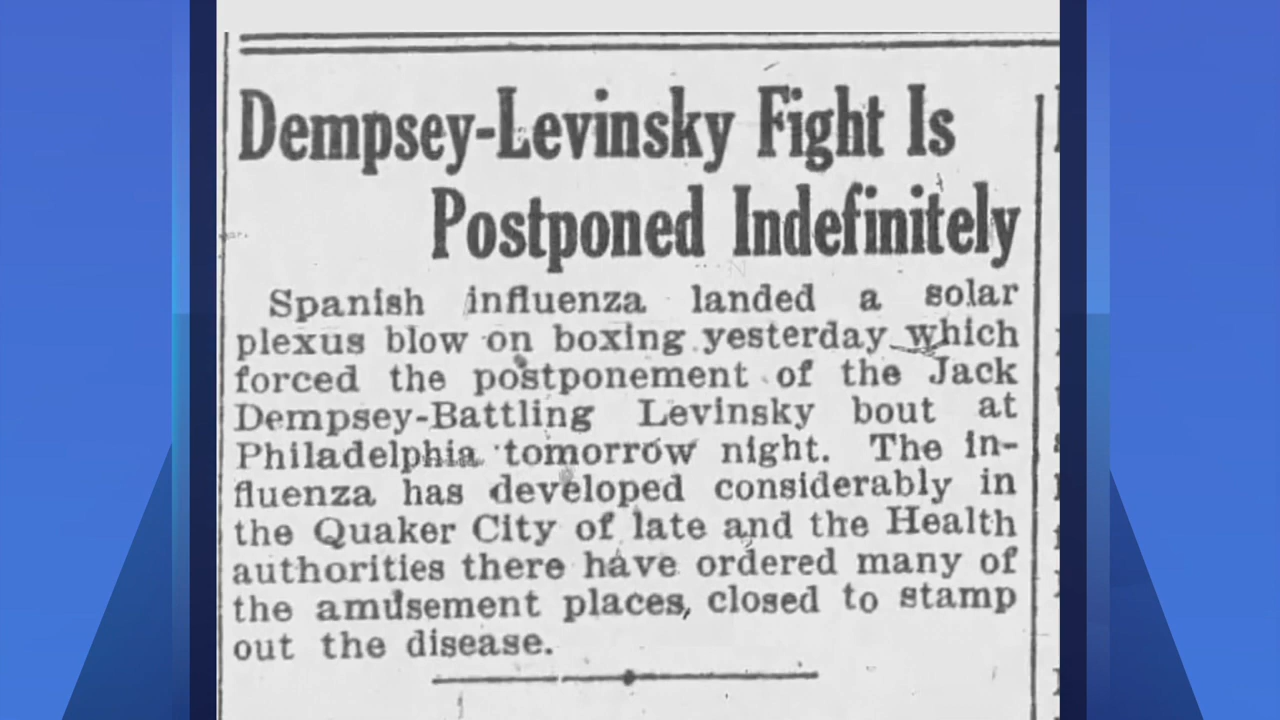 Dempsey-Levinsky Fight Is
Postponed Indefinitely
Spanish influenza landed a solar
plexus blow on boxing yesterday which
forced the postponement of the Jack
Dempsey-Battling Levinsky bout at
Philadelphia tomorrow night. The in-
fluenza has developed considerably in
the Quaker City of late and the Health
authorities there have ordered many of
the amusement places, closed to stamp
out the disease.